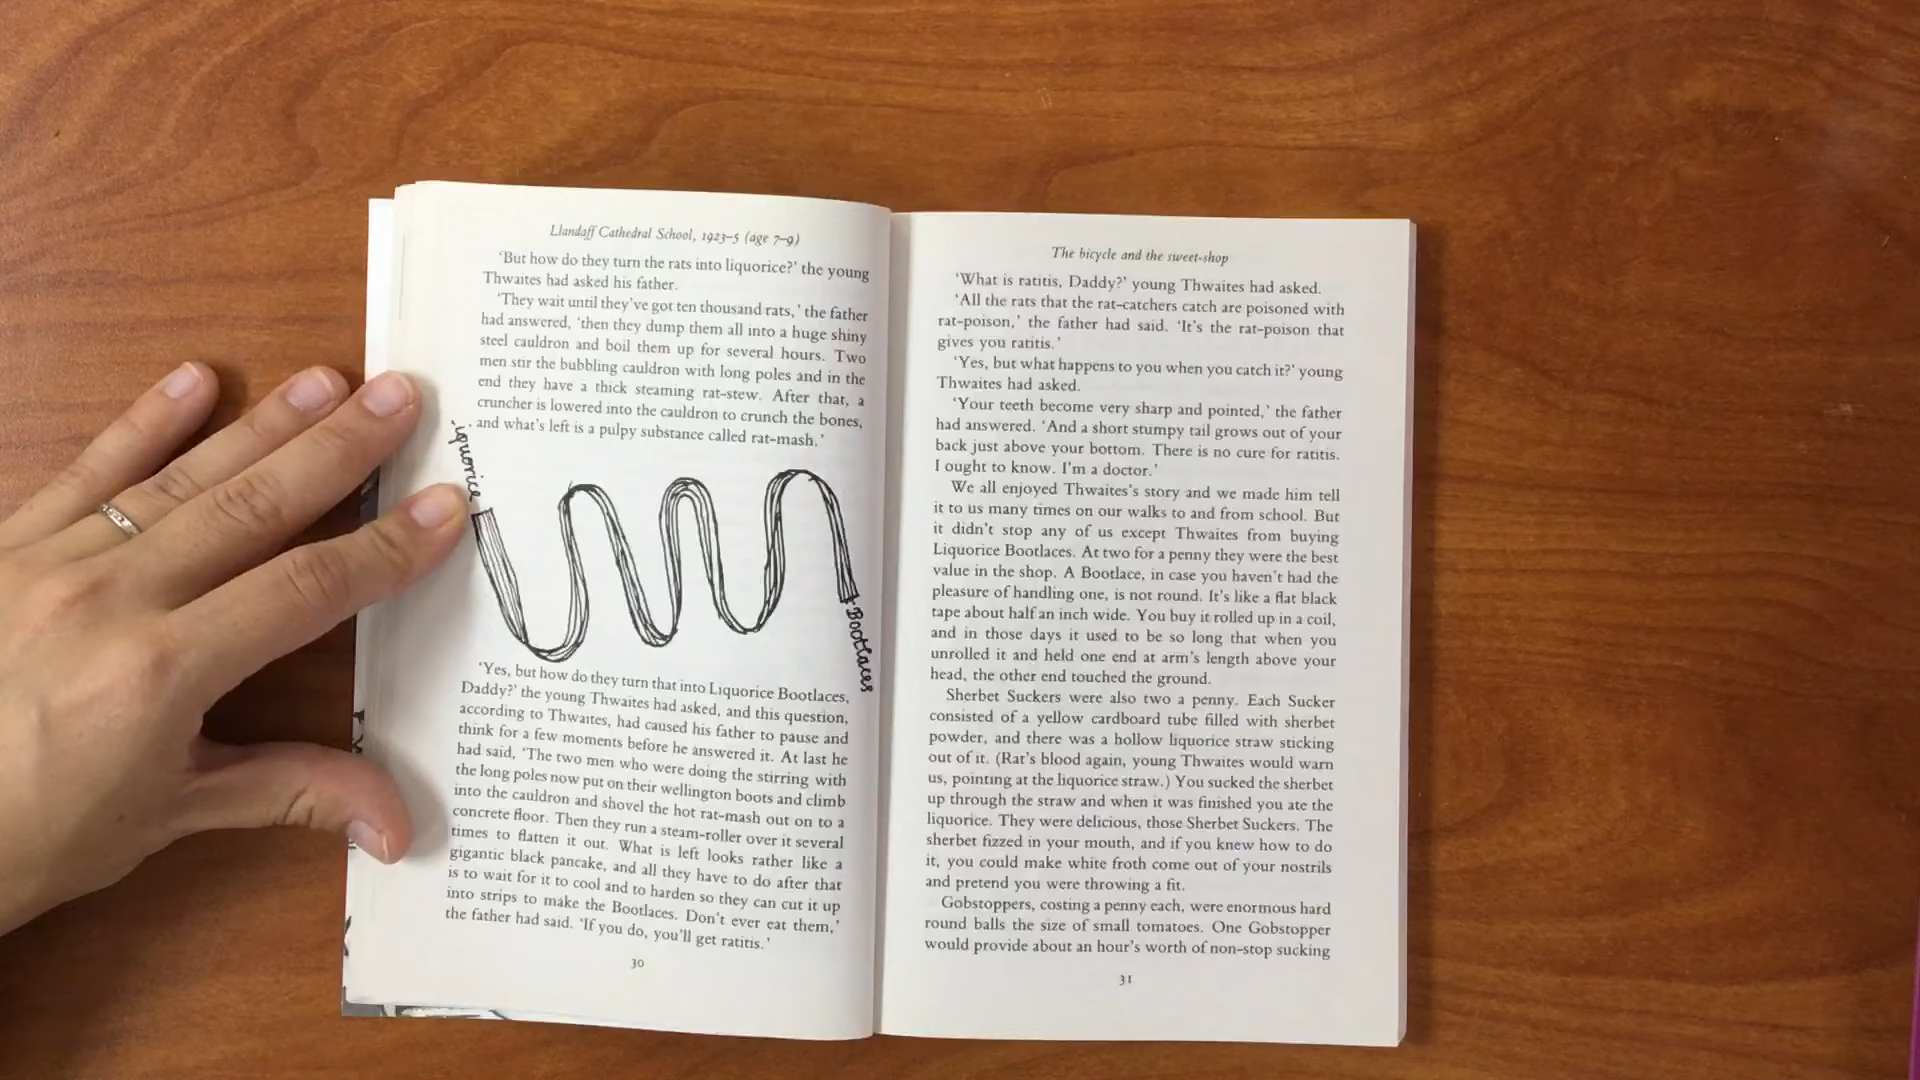 Llandaff Cathedral School, 1923–5 (age 7–9)
'But how do they turn the rats into liquorice?' the young
Thwaites had asked his father.
'They wait until they've got ten thousand rats,' the father
had answered, 'then they dump them all into a huge shiny
steel cauldron and boil them up for several hours. Two
men stir the bubbling cauldron with long poles and in the
end they have a thick steaming rat-stew. After that, a
cruncher is lowered into the cauldron to crunch the bones,
and what's left is a pulpy substance called rat-mash.'
iquorice
Bootlaces
'Yes, but how do they turn that into Liquorice Bootlaces,
Daddy?' the young Thwaites had asked, and this question,
according to Thwaites, had caused his father to pause and
think for a few moments before he answered it. At last he
had said, 'The two men who were doing the stirring with
the long poles now put on their wellington boots and climb
into the cauldron and shovel the hot rat-mash out on to a
concrete floor. Then they run a steam-roller over it several
times to flatten it out. What is left looks rather like a
gigantic black pancake, and all they have to do after that
is to wait for it to cool and to harden so they can cut it up
into strips to make the Bootlaces. Don't ever eat them,'
the father had said. 'If you do, you'll get ratitis.'
30
The bicycle and the sweet-shop
'What is ratitis, Daddy?' young Thwaites had asked.
'All the rats that the rat-catchers catch are poisoned with
rat-poison,' the father had said. 'It's the rat-poison that
gives you ratitis.'
'Yes, but what happens to you when you catch it?' young
Thwaites had asked.
'Your teeth become very sharp and pointed,' the father
had answered. 'And a short stumpy tail grows out of your
back just above your bottom. There is no cure for ratitis.
I ought to know. I'm a doctor.'
We all enjoyed Thwaites's story and we made him tell
it to us many times on our walks to and from school. But
it didn't stop any of us except Thwaites from buying
Liquorice Bootlaces. At two for a penny they were the best
value in the shop. A Bootlace, in case you haven't had the
pleasure of handling one, is not round. It's like a flat black
tape about half an inch wide. You buy it rolled up in a coil,
and in those days it used to be so long that when you
unrolled it and held one end at arm's length above your
head, the other end touched the ground.
Sherbet Suckers were also two a penny. Each Sucker
consisted of a yellow cardboard tube filled with sherbet
powder, and there was a hollow liquorice straw sticking
out of it. (Rat's blood again, young Thwaites would warn
us, pointing at the liquorice straw.) You sucked the sherbet
up through the straw and when it was finished you ate the
liquorice. They were delicious, those Sherbet Suckers. The
sherbet fizzed in your mouth, and if you knew how to do
it, you could make white froth come out of your nostrils
and pretend you were throwing a fit.
Gobstoppers, costing a penny each, were enormous hard
round balls the size of small tomatoes. One Gobstopper
would provide about an hour's worth of non-stop sucking
31